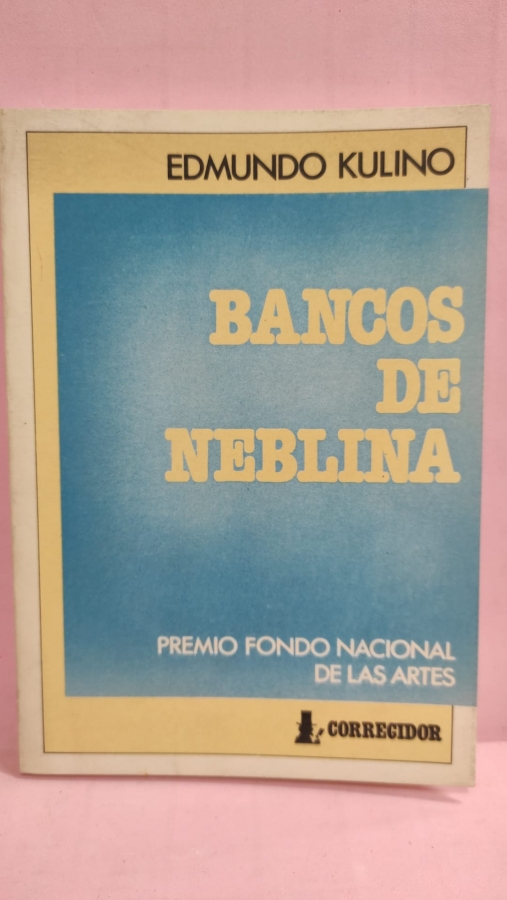 EDMUNDO KULINO
BANCOS
DE
NEBLINA
PREMIO FONDO NACIONAL
DE LAS ARTES
CORREGIDOR